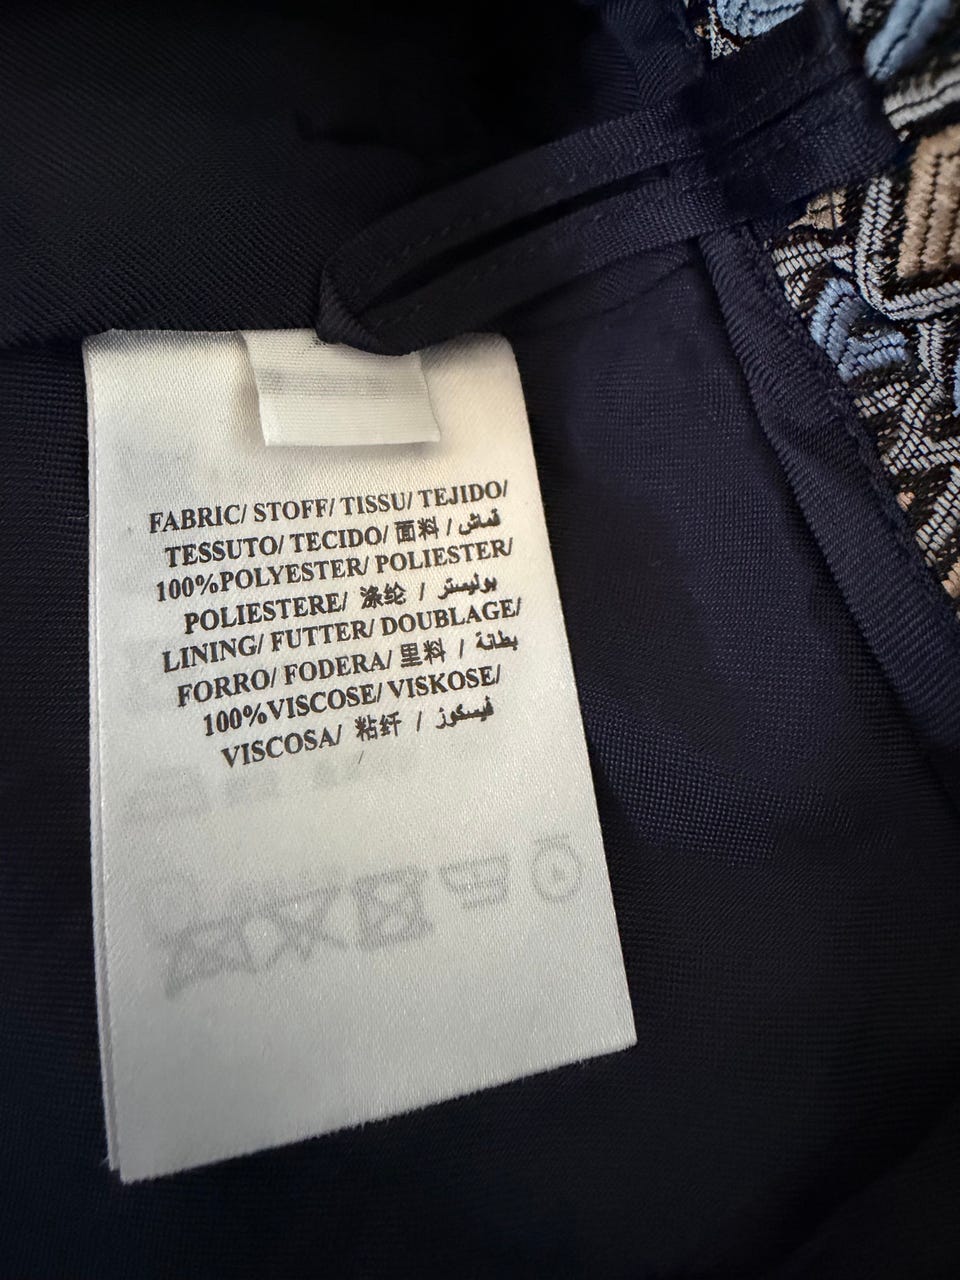 FABRIC/ STOFF/ TISSU/ TEJIDO/
TESSUTO/ TECIDO/ 面料 / قماش
100%POLYESTER/ POLIESTER/
POLIESTERE/ 涤纶 / بوليستر
LINING/ FUTTER/ DOUBLAGE/
FORRO/ FODERA/ 里料 / بطانة
100%VISCOSE/ VISKOSE/
VISCOSA/ 粘纤 / فيسكوز